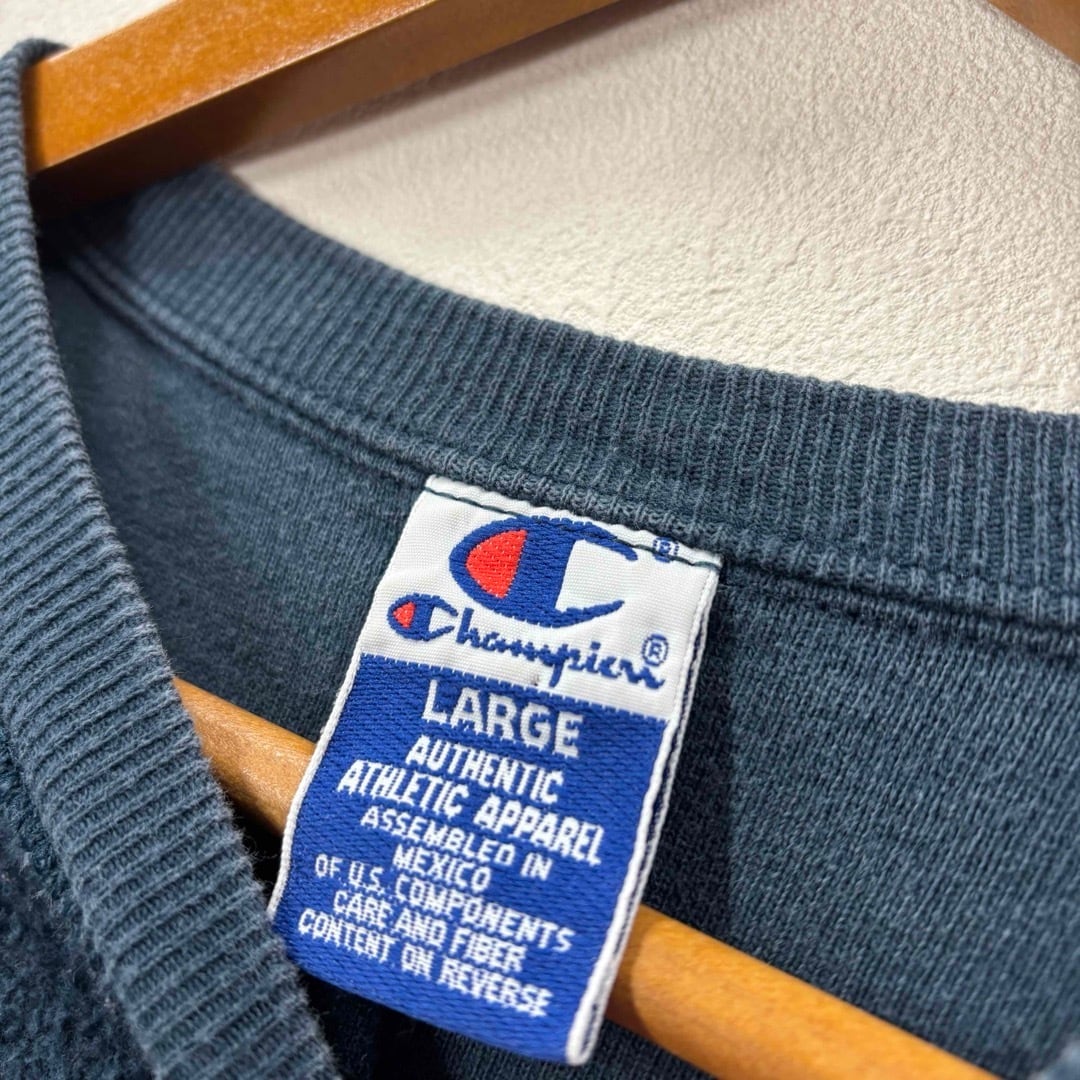 ®
Champion®
LARGE
AUTHENTIC
ATHLETIC APPAREL
ASSEMBLED IN
MEXICO
OF U.S. COMPONENTS
CARE AND FIBER
CONTENT ON REVERSE